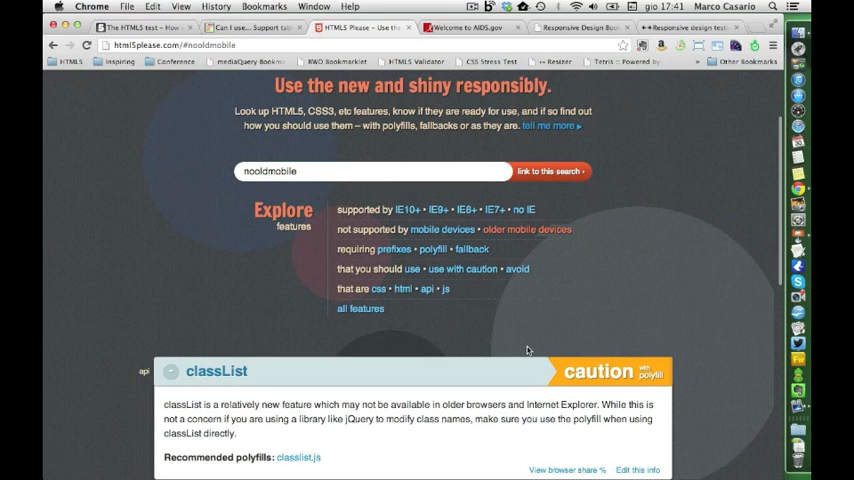 Chrome File Edit View History Bookmarks Window Help
gio 17:41 Marco Casario
The HTML5 test – How
Can I use... Support tab
HTML5 Please – Use the
Welcome to AIDS.gov
Responsive Design Book
Responsive design test
html5please.com/#nooldmobile
HTML5 Inspiring Conference mediaQuery Bookm RWD Bookmarklet HTML5 Validator CSS Stress Test Resizer Tetris :: Powered by » Other Bookmarks
Use the new and shiny responsibly.
Look up HTML5, CSS3, etc features, know if they are ready for use, and if so find out
how you should use them – with polyfills, fallbacks or as they are. tell me more ▸
nooldmobile link to this search ›
Explore
features
supported by IE10+ • IE9+ • IE8+ • IE7+ • no IE
not supported by mobile devices • older mobile devices
requiring prefixes • polyfill • fallback
that you should use • use with caution • avoid
that are css • html • api • js
all features
api
classList
caution with polyfill
classList is a relatively new feature which may not be available in older browsers and Internet Explorer. While this is
not a concern if you are using a library like jQuery to modify class names, make sure you use the polyfill when using
classList directly.
Recommended polyfills: classlist.js
View browser share % Edit this info